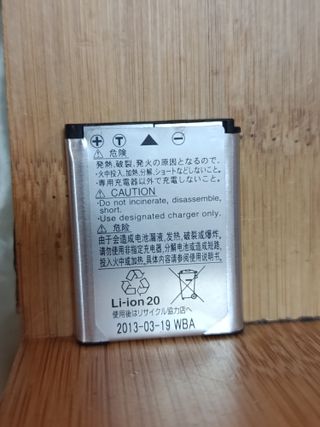 + T ▲ −
⚠ 危険
発熱、破裂、発火の原因となるので、
・火中投入、加熱、分解、ショートなどしないこと。
・専用充電器以外で充電しないこと。
⚠ CAUTION
・Do not incinerate, disassemble,
short.
・Use designated charger only.
⚠ 危险
由于会造成电池漏液，发热，破裂或爆炸，
请勿使用非指定充电器，分解电池或造成短路，
投入火中或加热。具体内容请参阅使用说明书。
Li-ion 20
使用後はリサイクル協力店へ
2013-03-19 WBA